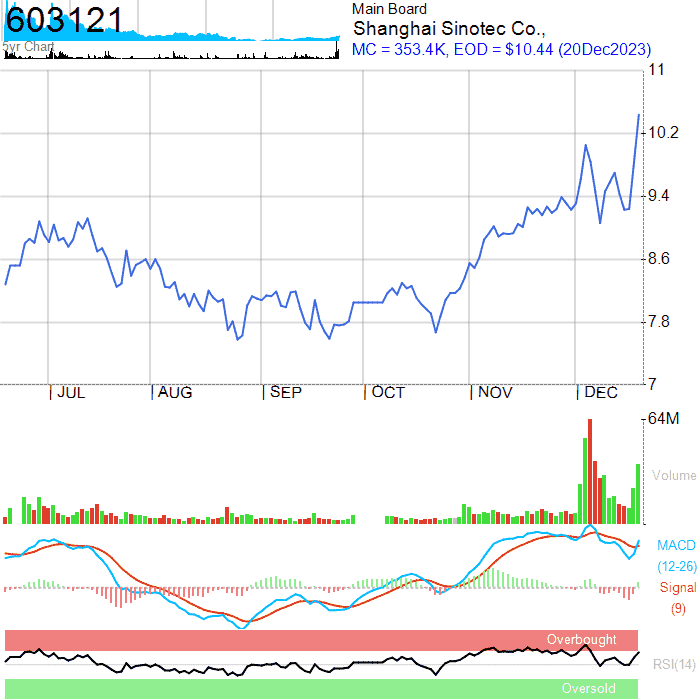 603121
5yr Chart
Main Board
Shanghai Sinotec Co.,
MC = 353.4K, EOD = $10.44 (20Dec2023)
11
10.2
9.4
8.6
7.8
7
JUL
AUG
SEP
OCT
NOV
DEC
64M
Volume
MACD
(12-26)
Signal
(9)
Overbought
RSI(14)
Oversold